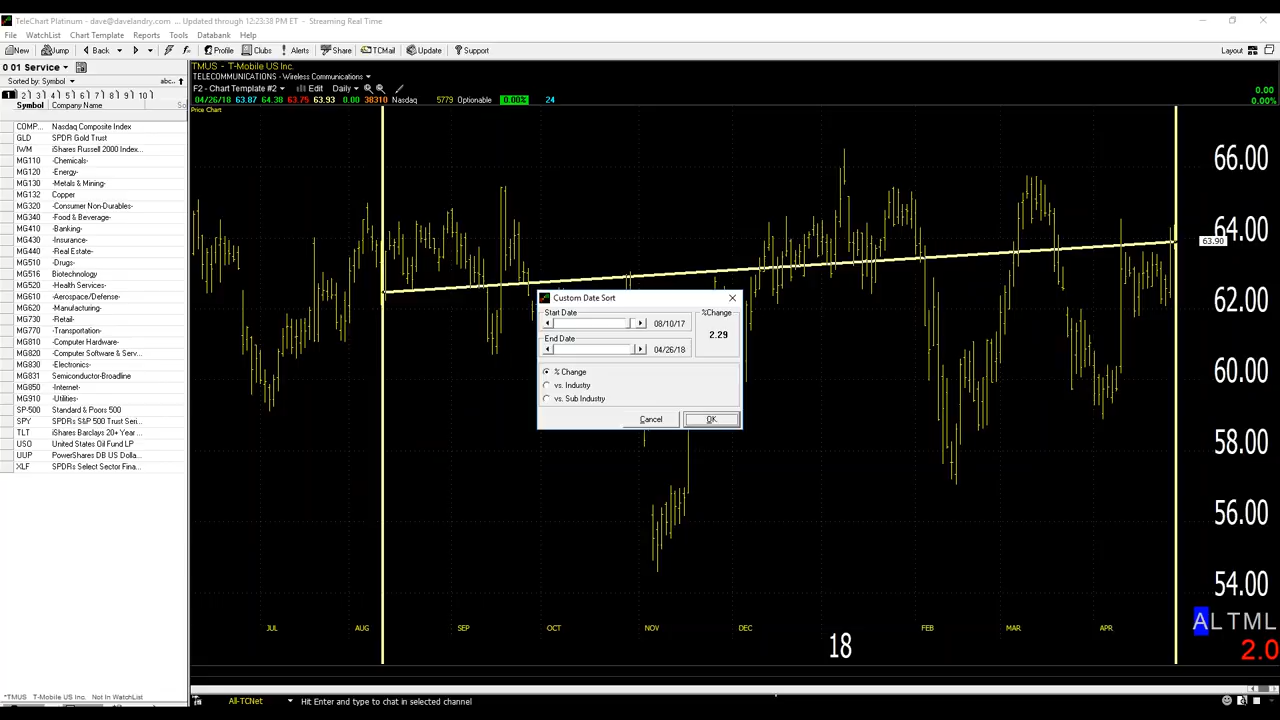 TeleChart Platinum - dave@davelandry.com ... Updated through 12:23:38 PM ET - Streaming Real Time
File WatchList Chart Template Reports Tools Database Help
New Jump Back Profile Clubs Alerts Share TCMail Update Support Layout
0 01 Service
Sorted by: Symbol abc..
1 2 3 4 5 6 7 8 9 10
Symbol Company Name
COMP... Nasdaq Composite Index
GLD SPDR Gold Trust
IWM iShares Russell 2000 Index...
MG110 -Chemicals-
MG120 -Energy-
MG130 -Metals & Mining-
MG132 Copper
MG320 -Consumer Non-Durables-
MG340 -Food & Beverage-
MG410 -Banking-
MG430 -Insurance-
MG440 -Real Estate-
MG510 -Drugs-
MG516 Biotechnology
MG520 -Health Services-
MG610 -Aerospace/Defense-
MG620 -Manufacturing-
MG730 -Retail-
MG770 -Transportation-
MG810 -Computer Hardware-
MG820 -Computer Software & Serv...
MG830 -Electronics-
MG831 Semiconductor-Broadline
MG850 -Internet-
MG910 -Utilities-
SP-500 Standard & Poors 500
SPY SPDRs S&P 500 Trust Seri...
TLT iShares Barclays 20+ Year ...
USO United States Oil Fund LP
UUP PowerShares DB US Dolla...
XLF SPDRs Select Sector Fina...
*TMUS T-Mobile US Inc. Not In WatchList
TMUS - T-Mobile US Inc.
TELECOMMUNICATIONS - Wireless Communications
F2 - Chart Template #2 Edit Daily
04/26/18 63.87 64.38 63.75 63.93 0.00 38310 Nasdaq 5779 Optionable 0.00% 24
0.00
0.00%
Price Chart
66.00
64.00
63.90
62.00
60.00
58.00
56.00
54.00
Custom Date Sort
Start Date
08/10/17
End Date
04/26/18
%Change
2.29
% Change
vs. Industry
vs. Sub Industry
Cancel OK
JUL AUG SEP OCT NOV DEC 18 FEB MAR APR
ALTML
2.0
All-TCNet Hit Enter and type to chat in selected channel